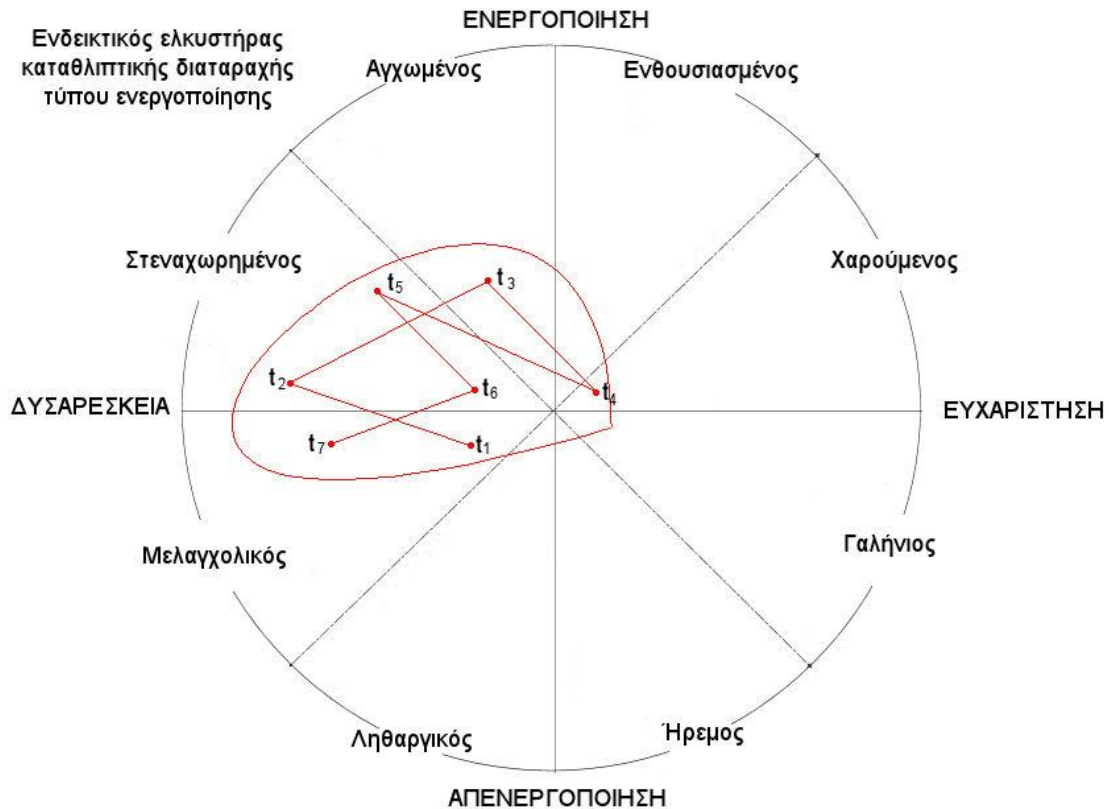 ΕΝΕΡΓΟΠΟΙΗΣΗ
Ενδεικτικός ελκυστήρας
καταθλιπτικής διαταραχής
τύπου ενεργοποίησης
Αγχωμένος
Ενθουσιασμένος
Στεναχωρημένος
Χαρούμενος
t5
t3
t2
t6
t4
ΔΥΣΑΡΕΣΚΕΙΑ
ΕΥΧΑΡΙΣΤΗΣΗ
t7
t1
Μελαγχολικός
Γαλήνιος
Ληθαργικός
Ήρεμος
ΑΠΕΝΕΡΓΟΠΟΙΗΣΗ